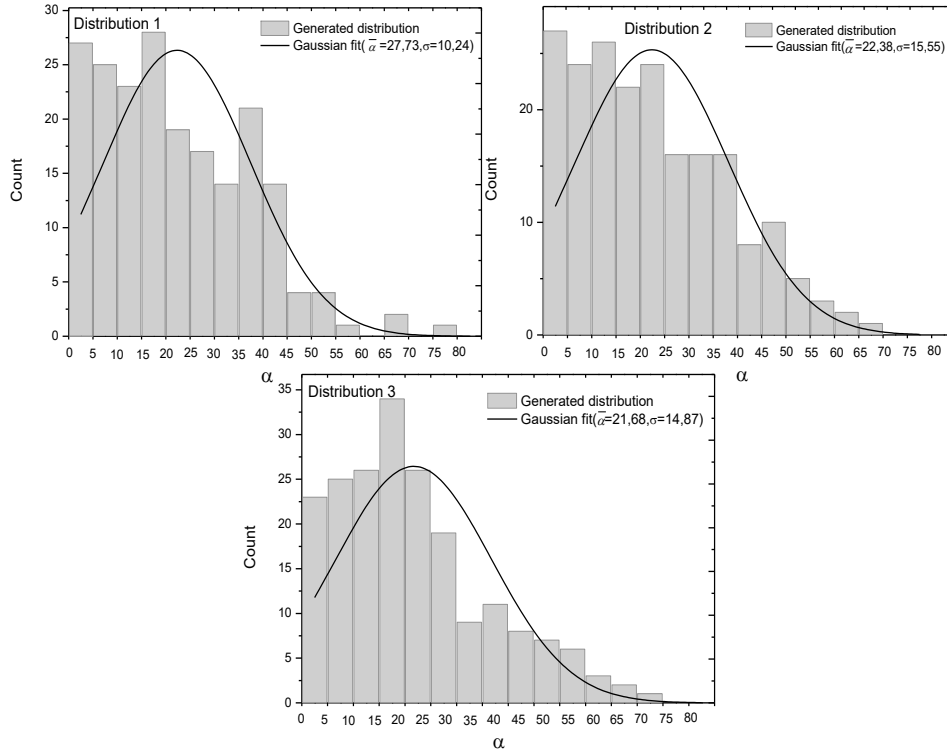 Distribution 1
Generated distribution
Gaussian fit( α̅ =27,73,σ=10,24)
30
25
20
15
10
5
0
Count
0 5 10 15 20 25 30 35 40 45 50 55 60 65 70 75 80
α
Distribution 2
Generated distribution
Gaussian fit(α̅=22,38,σ=15,55)
20
10
0
Count
0 5 10 15 20 25 30 35 40 45 50 55 60 65 70 75 80
α
Distribution 3
Generated distribution
Gaussian fit(α̅=21,68,σ=14,87)
35
30
25
20
15
10
5
0
Count
0 5 10 15 20 25 30 35 40 45 50 55 60 65 70 75 80
α